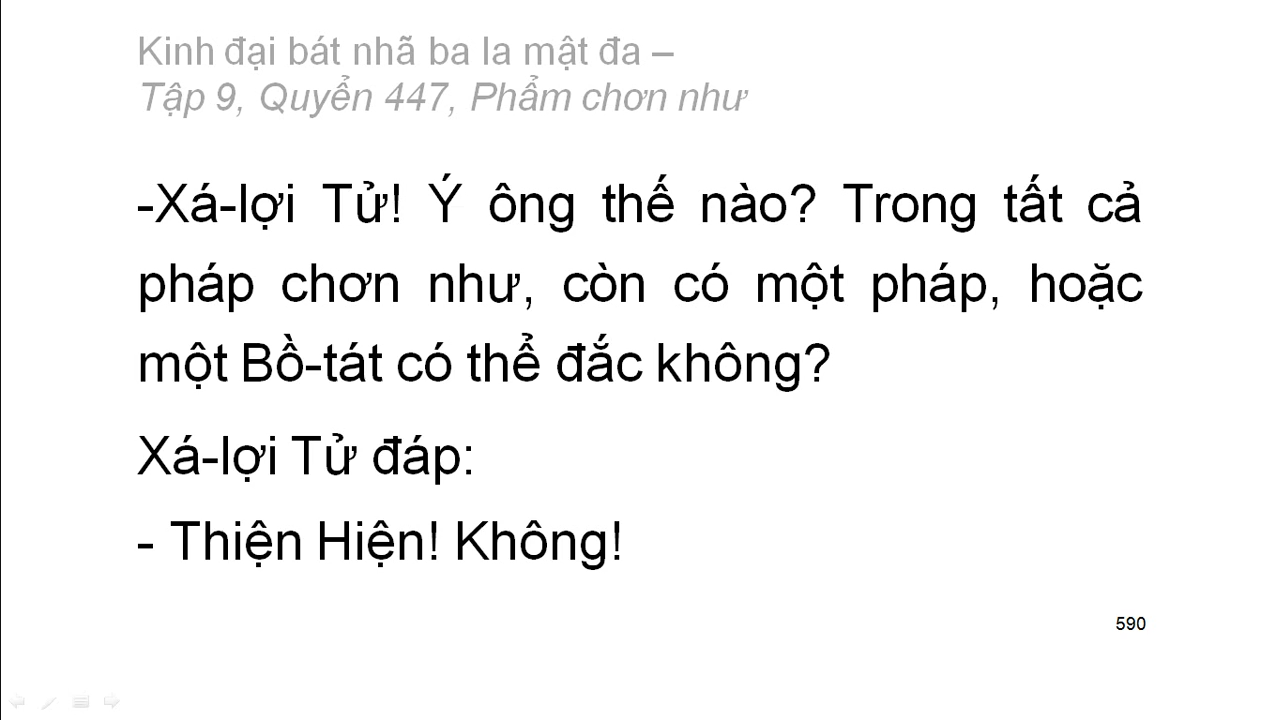 Kinh đại bát nhã ba la mật đa –
Tập 9, Quyển 447, Phẩm chơn như
-Xá-lợi Tử! Ý ông thế nào? Trong tất cả
pháp chơn như, còn có một pháp, hoặc
một Bồ-tát có thể đắc không?
Xá-lợi Tử đáp:
- Thiện Hiện! Không!
590